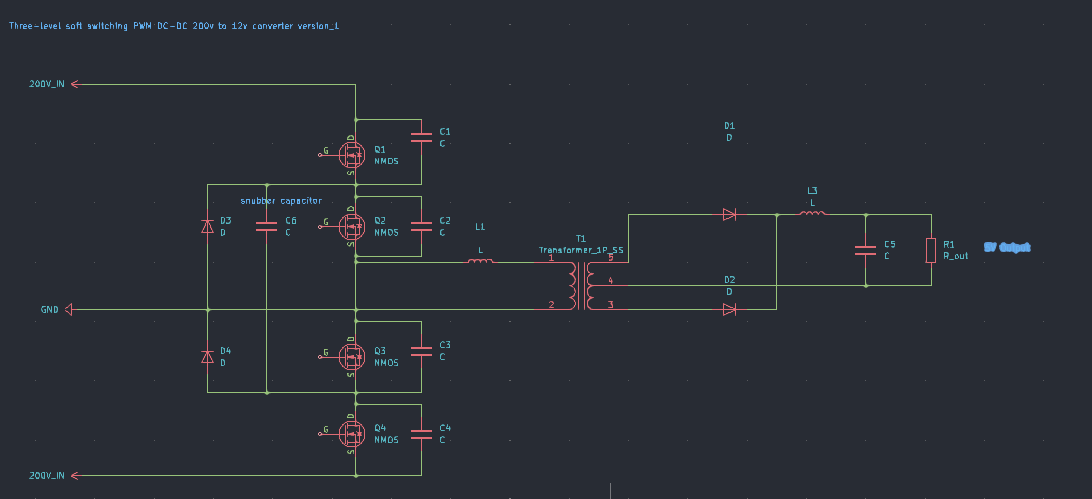 Three-level soft switching PWM DC-DC 200v to 12v converter version_1
200V_IN
D
G
S
Q1
NMOS
C1
C
snubber capacitor
D3
D
C6
C
D
G
S
Q2
NMOS
C2
C
L1
L
T1
Transformer_1P_SS
1
2
5
4
3
D1
D
D2
D
L3
L
C5
C
R1
R_out
GND
D4
D
D
G
S
Q3
NMOS
C3
C
D
G
S
Q4
NMOS
C4
C
200V_IN